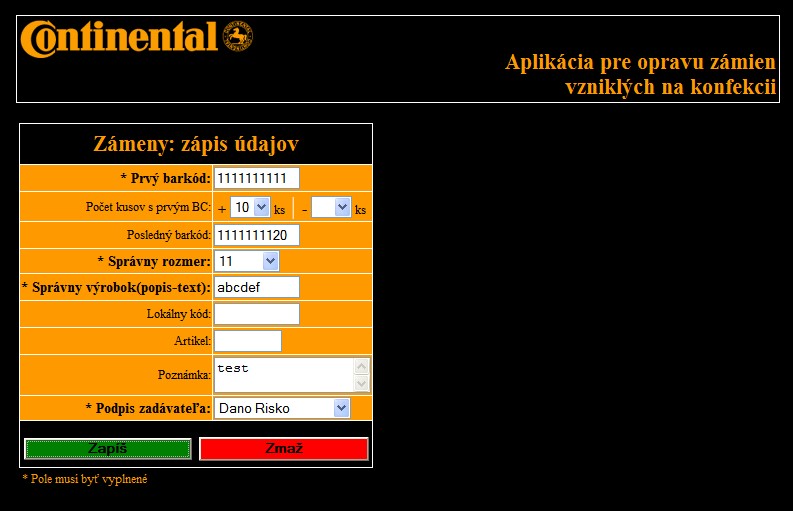 Continental
Aplikácia pre opravu zámien
vzniklých na konfekcii
Zámeny: zápis údajov
* Prvý barkód: 1111111111
Počet kusov s prvým BC: + 10 ks - ks
Posledný barkód: 1111111120
* Správny rozmer: 11
* Správny výrobok(popis-text): abcdef
Lokálny kód:
Artikel:
Poznámka: test
* Podpis zadávateľa: Dano Risko
Zapíš Zmaž
* Pole musi byť vyplnené